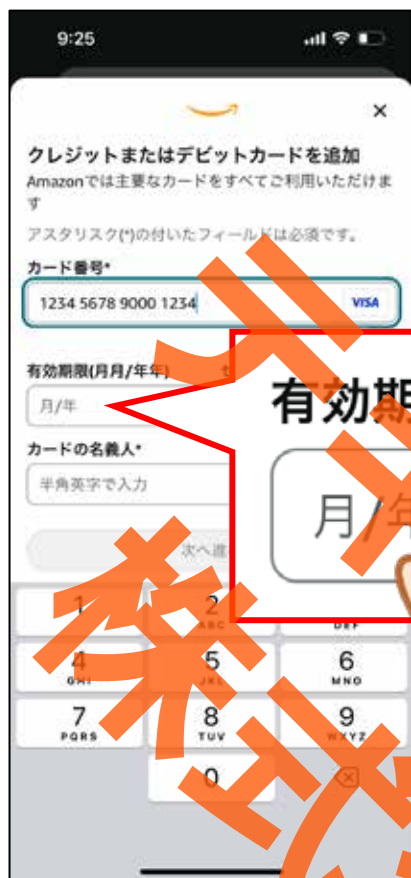 9:25
クレジットまたはデビットカードを追加
Amazonでは主要なカードをすべてご利用いただけま
す
アスタリスク(*)の付いたフィールドは必須です。
カード番号*
1234 5678 9000 1234
VISA
有効期限(月月/年年)
月/年
有効期
月/年
カードの名義人*
半角英字で入力
次へ進
1
2
ABC
DEF
4
GHI
5
JKL
6
MNO
7
PQRS
8
TUV
9
WXYZ
0
株式